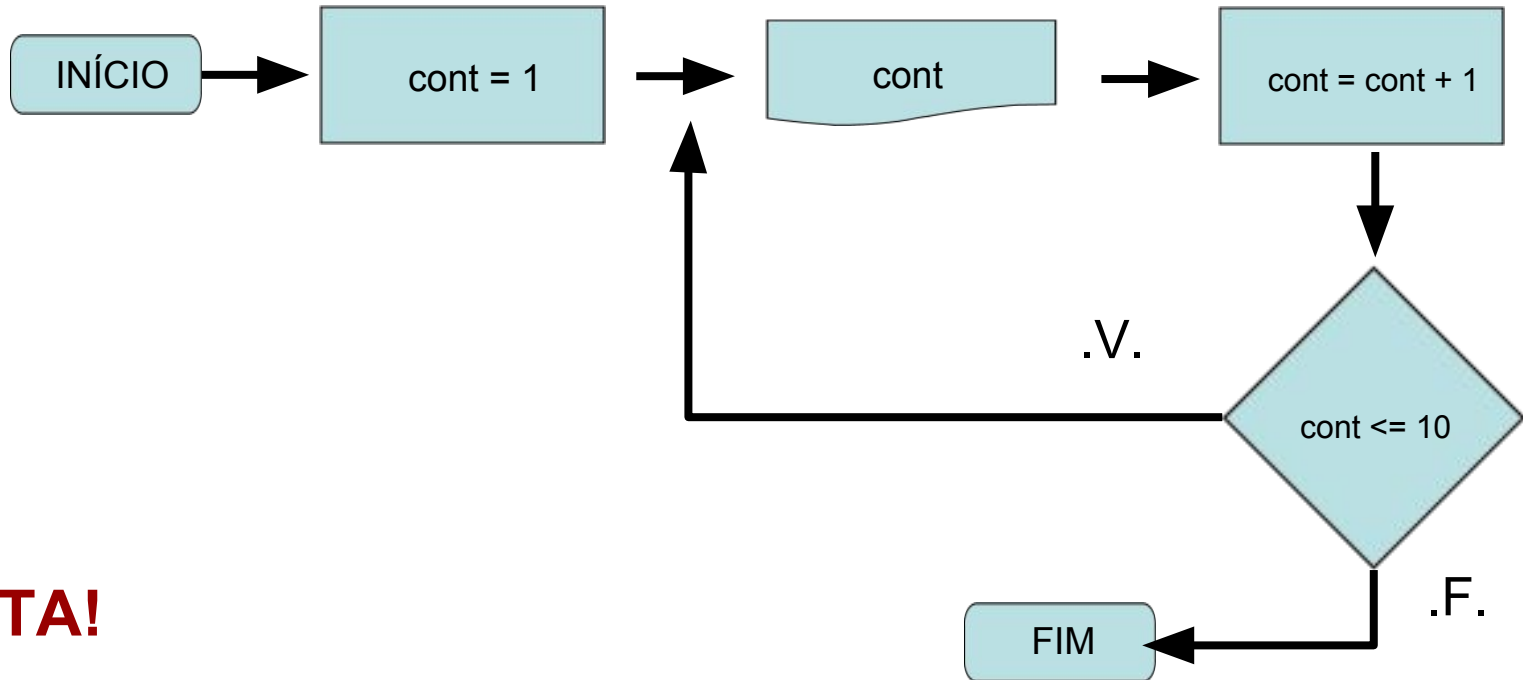 INÍCIO
cont = 1
cont
cont = cont + 1
.V.
cont <= 10
.F.
TA!
FIM